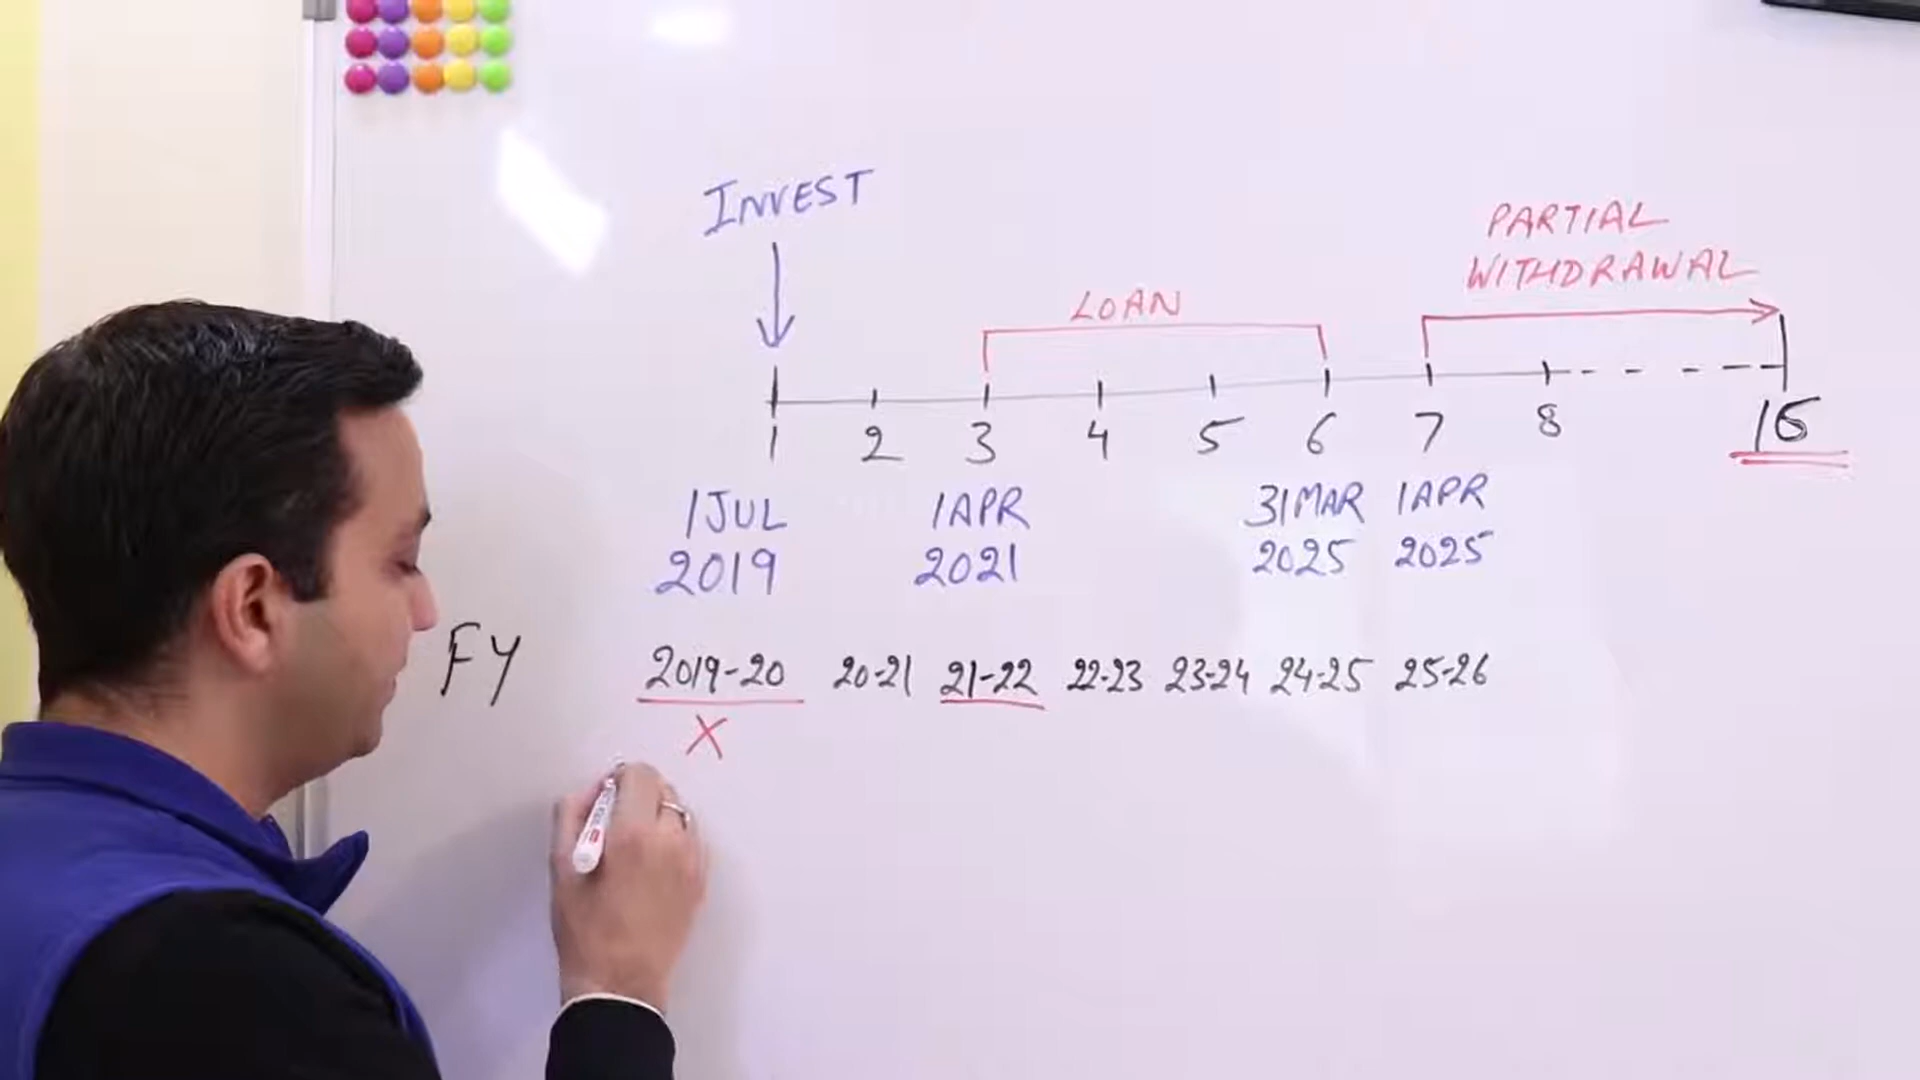 INVEST
PARTIAL
WITHDRAWAL
LOAN
1 2 3 4 5 6 7 8 16
1 JUL 1 APR 31 MAR 1 APR
2019 2021 2025 2025
FY 2019-20 20-21 21-22 22-23 23-24 24-25 25-26
X